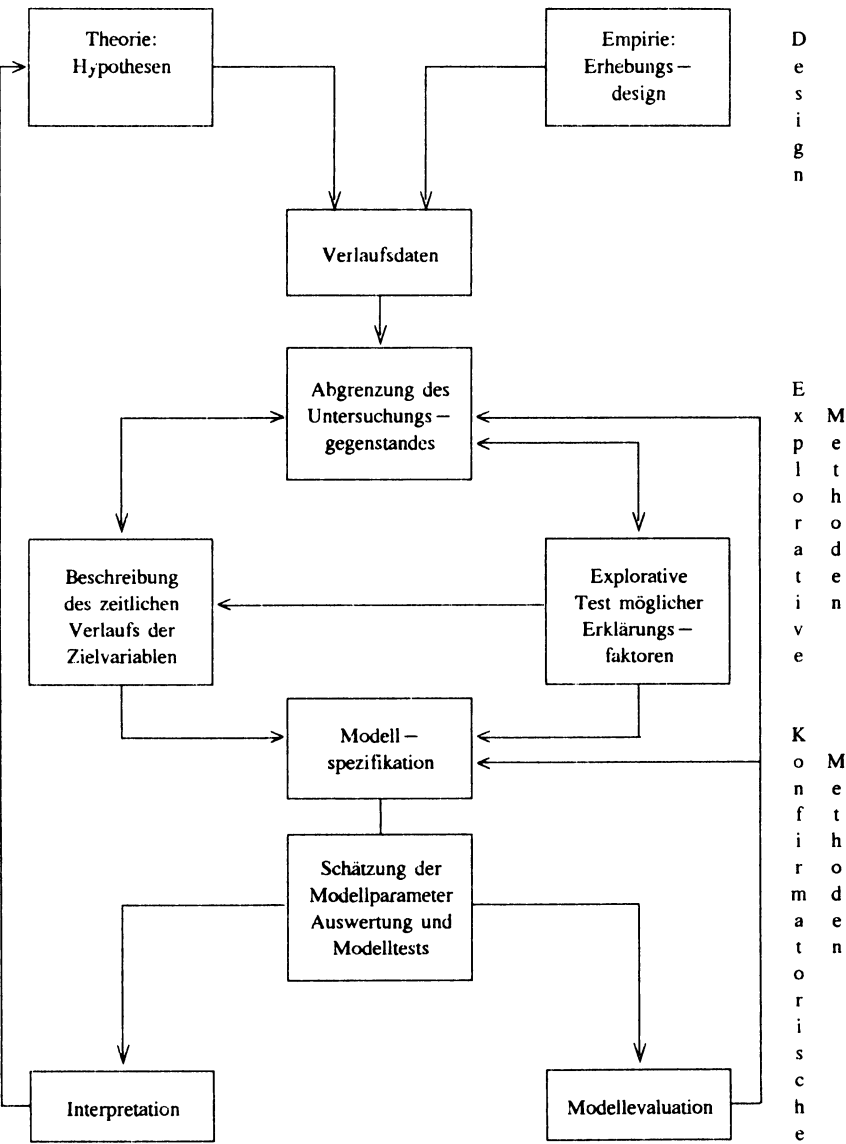 Theorie:
Hypothesen
Empirie:
Erhebungs –
design
Verlaufsdaten
Abgrenzung des
Untersuchungs –
gegenstandes
Beschreibung
des zeitlichen
Verlaufs der
Zielvariablen
Explorative
Test möglicher
Erklärungs –
faktoren
Modell –
spezifikation
Schätzung der
Modellparameter
Auswertung und
Modelltests
Interpretation
Modellevaluation
Design
Explorative
Methoden
Konfirmatorische
Methoden